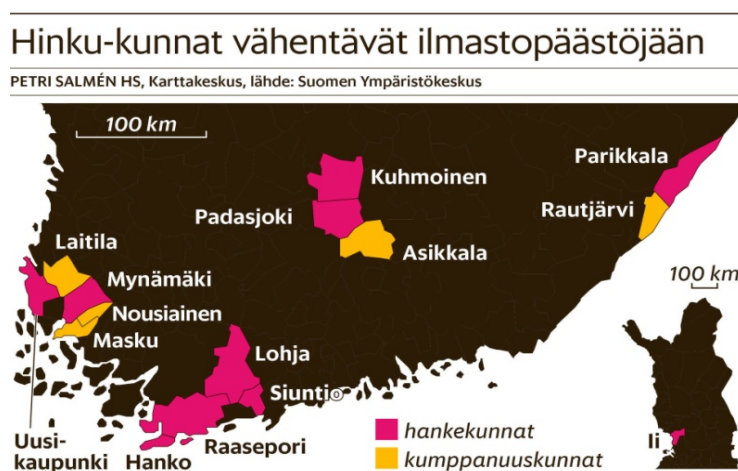 Hinku-kunnat vähentävät ilmastopäästöjään
PETRI SALMÉN HS, Karttakeskus, lähde: Suomen Ympäristökeskus
100 km
Parikkala
Kuhmoinen
Padasjoki
Rautjärvi
Laitila
Asikkala
Mynämäki
100 km
Nousiainen
Masku
Lohja
Siuntio
Uusi-
kaupunki
Hanko
Raasepori
hankekunnat
kumppanuuskunnat
Ii